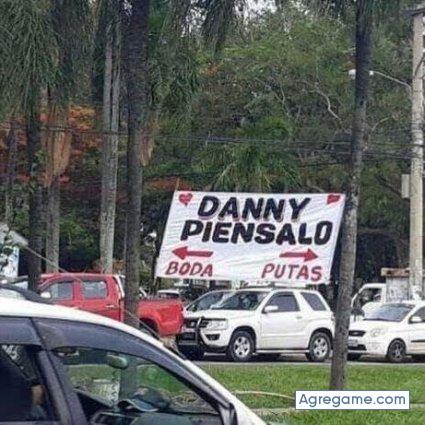 DANNY
PIENSALO
BODA PUTAS
Agregame.com